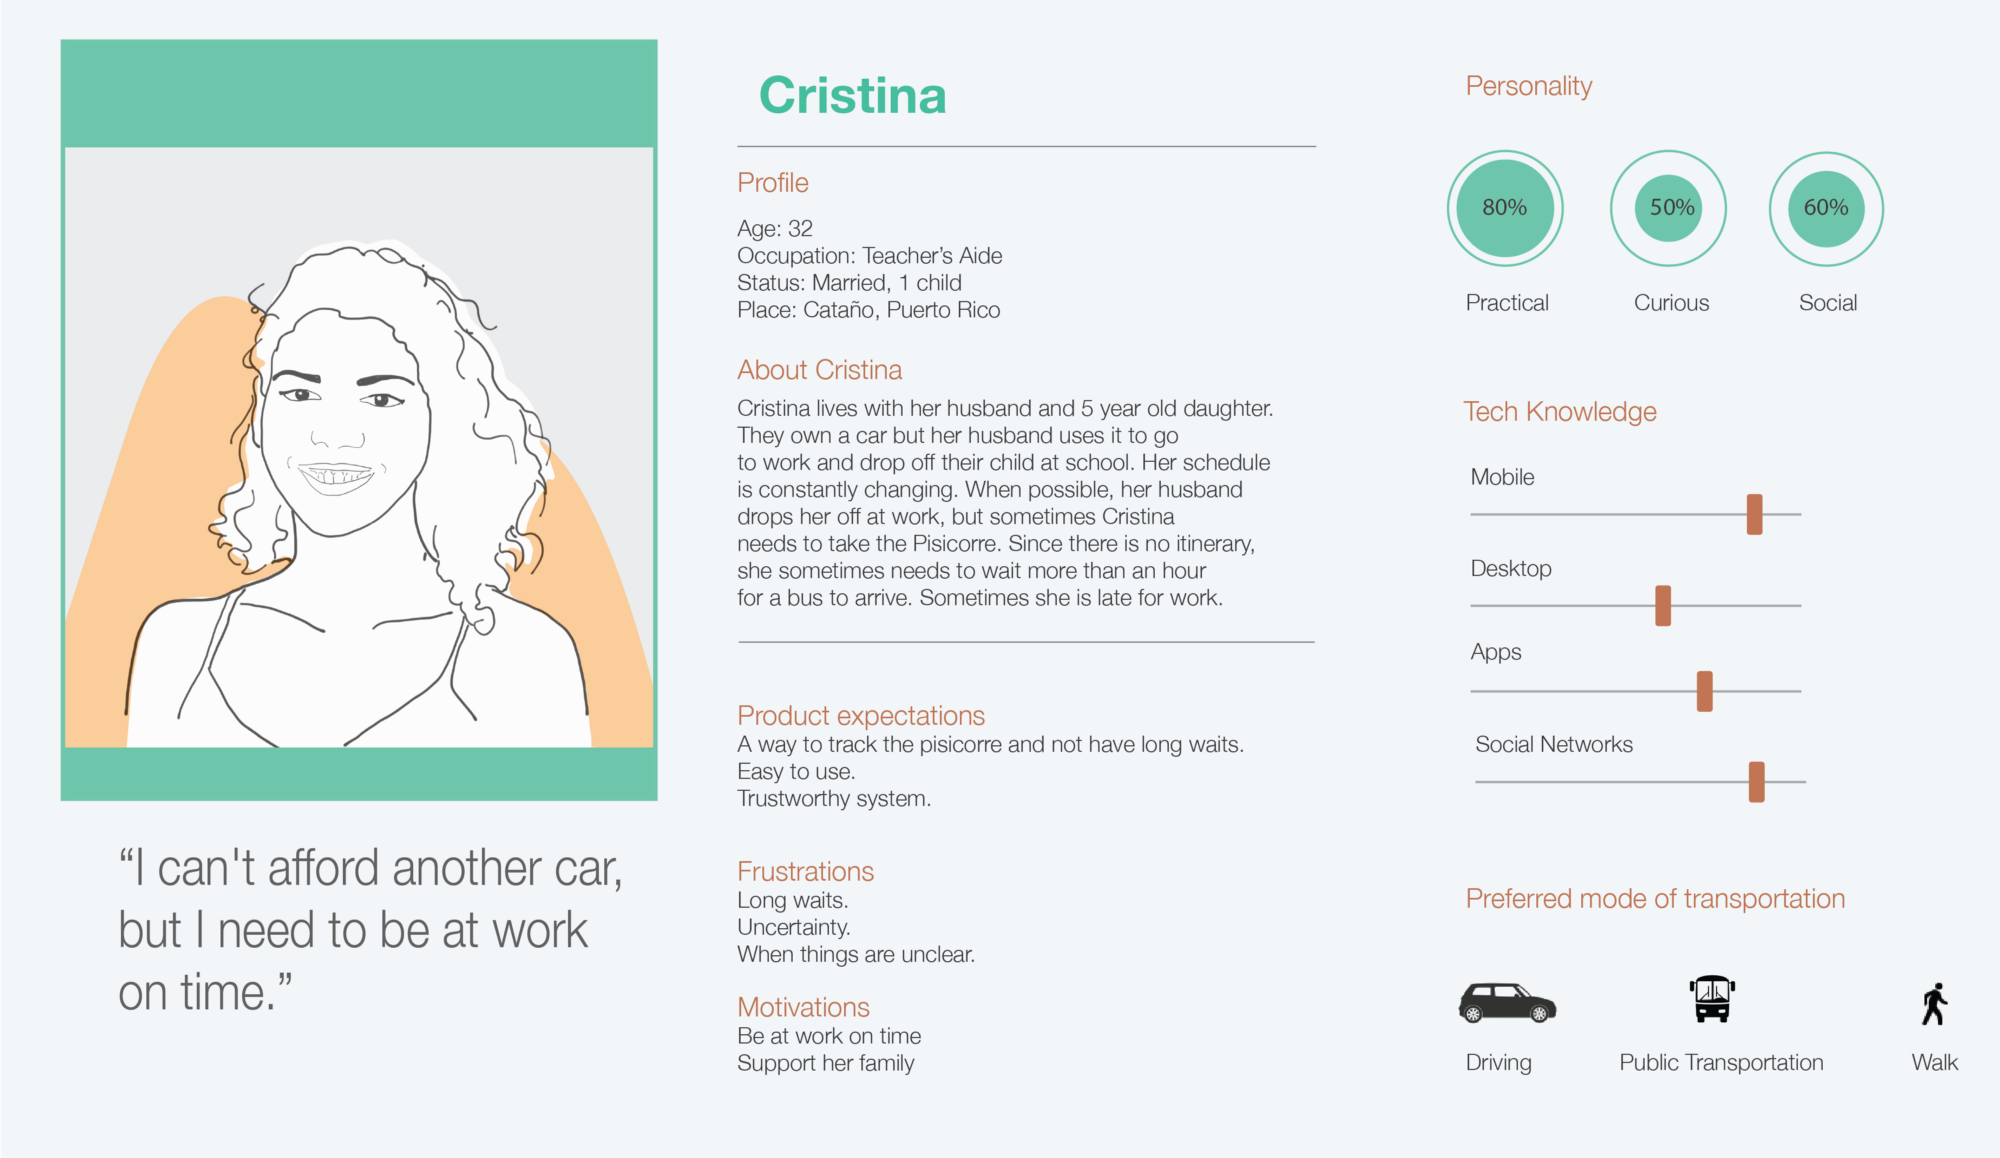 Cristina
Profile
Age: 32
Occupation: Teacher’s Aide
Status: Married, 1 child
Place: Cataño, Puerto Rico
About Cristina
Cristina lives with her husband and 5 year old daughter.
They own a car but her husband uses it to go
to work and drop off their child at school. Her schedule
is constantly changing. When possible, her husband
drops her off at work, but sometimes Cristina
needs to take the Pisicorre. Since there is no itinerary,
she sometimes needs to wait more than an hour
for a bus to arrive. Sometimes she is late for work.
Product expectations
A way to track the pisicorre and not have long waits.
Easy to use.
Trustworthy system.
Frustrations
Long waits.
Uncertainty.
When things are unclear.
Motivations
Be at work on time
Support her family
“I can't afford another car,
but I need to be at work
on time.”
Personality
80% 50% 60%
Practical Curious Social
Tech Knowledge
Mobile
Desktop
Apps
Social Networks
Preferred mode of transportation
Driving Public Transportation Walk